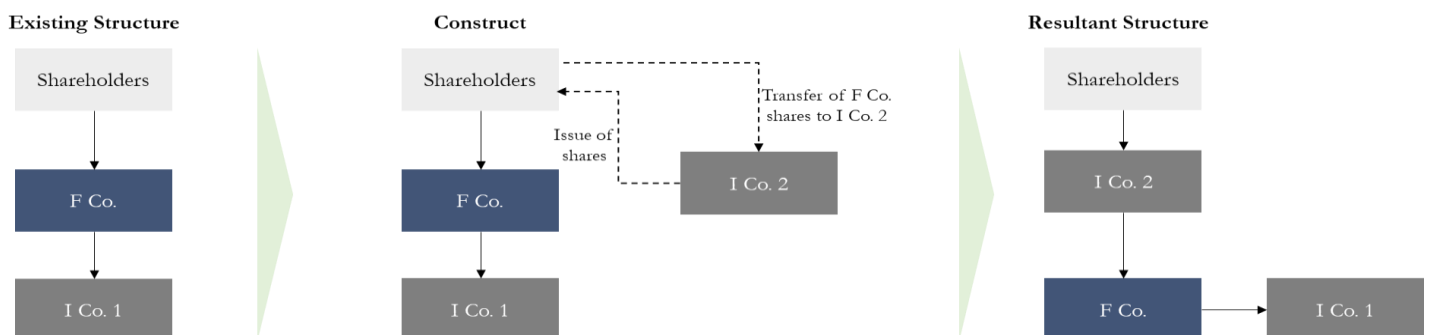 Existing Structure
Shareholders
F Co.
I Co. 1
Construct
Shareholders
Transfer of F Co.
shares to I Co. 2
Issue of
shares
I Co. 2
F Co.
I Co. 1
Resultant Structure
Shareholders
I Co. 2
F Co.
I Co. 1